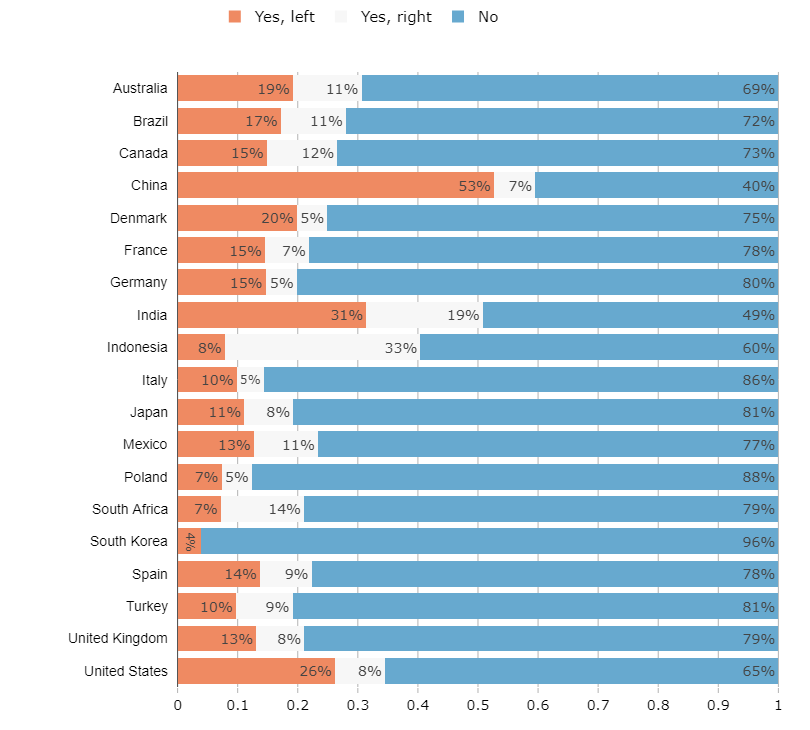 Yes, left Yes, right No
Australia 19% 11% 69%
Brazil 17% 11% 72%
Canada 15% 12% 73%
China 53% 7% 40%
Denmark 20% 5% 75%
France 15% 7% 78%
Germany 15% 5% 80%
India 31% 19% 49%
Indonesia 8% 33% 60%
Italy 10% 5% 86%
Japan 11% 8% 81%
Mexico 13% 11% 77%
Poland 7% 5% 88%
South Africa 7% 14% 79%
South Korea 4% 96%
Spain 14% 9% 78%
Turkey 10% 9% 81%
United Kingdom 13% 8% 79%
United States 26% 8% 65%
0 0.1 0.2 0.3 0.4 0.5 0.6 0.7 0.8 0.9 1